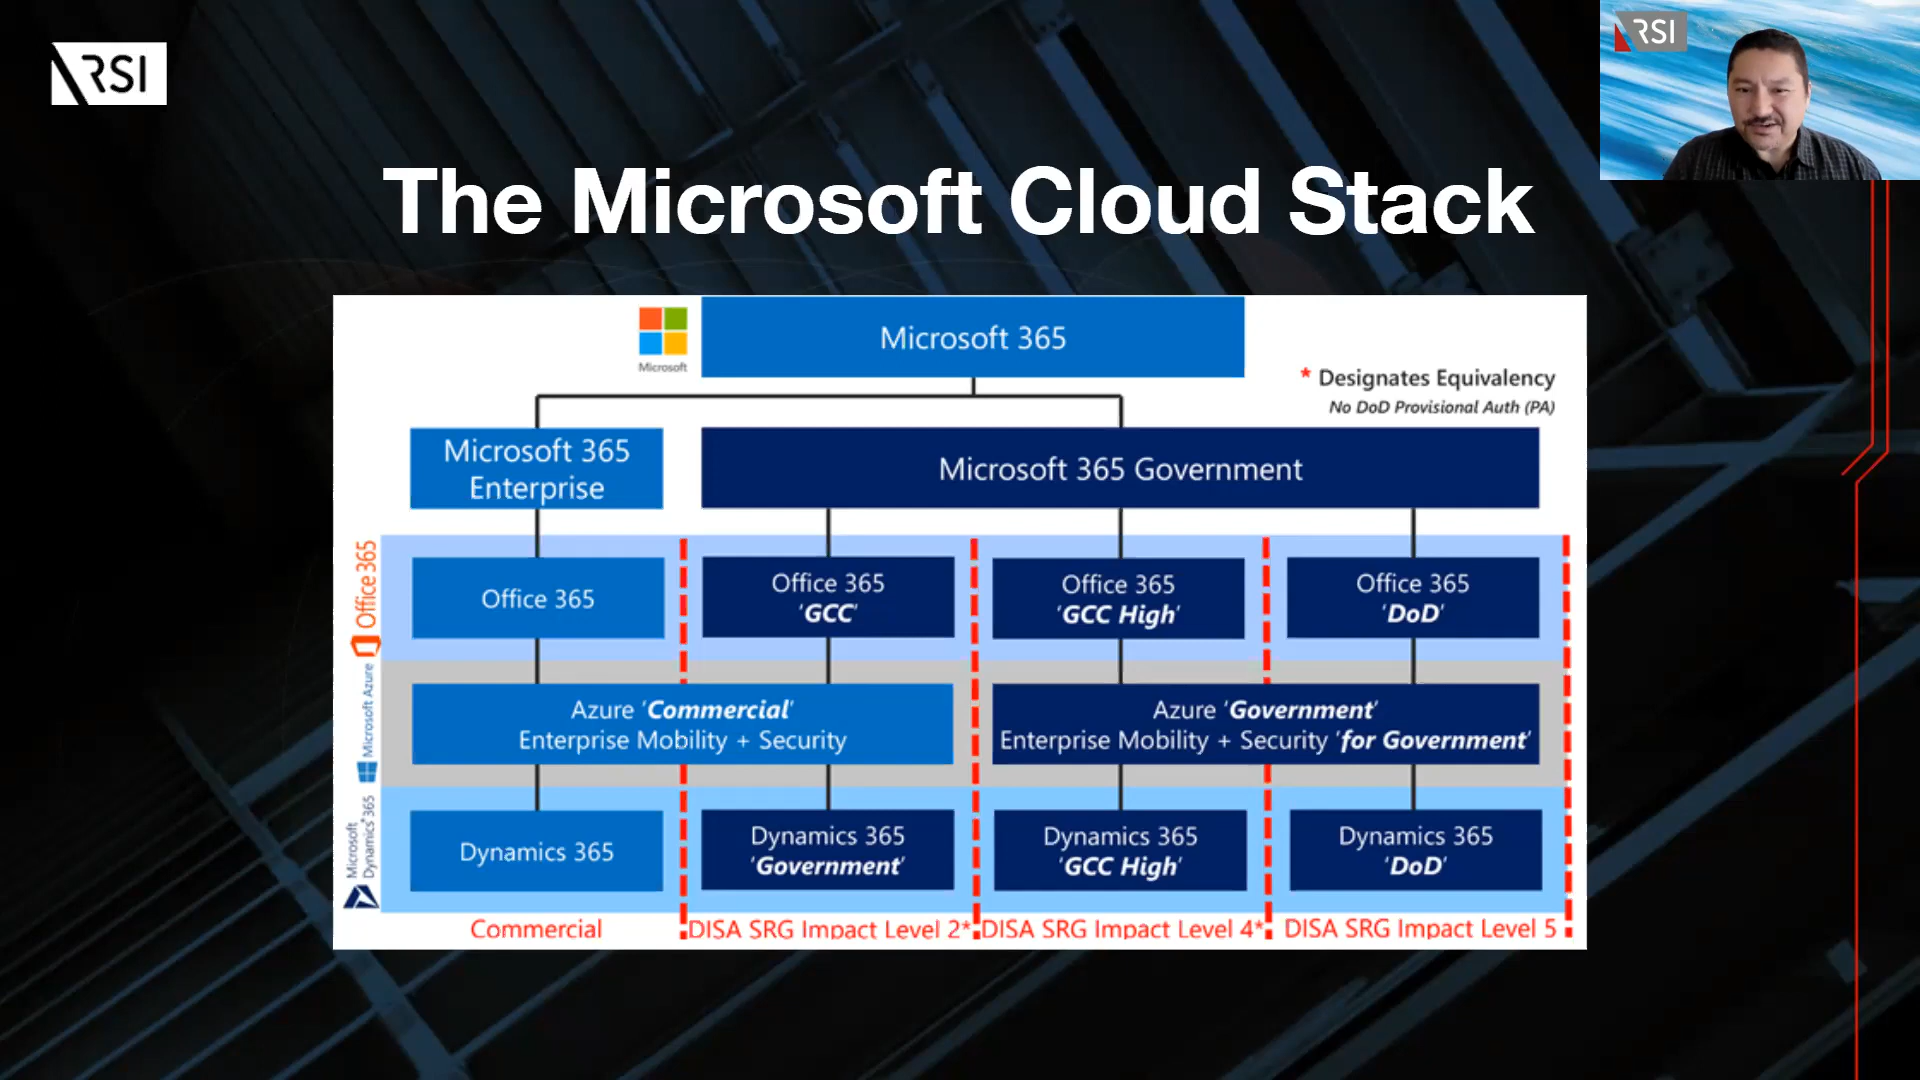 RSI
RSI
The Microsoft Cloud Stack
Microsoft
Microsoft 365
* Designates Equivalency
No DoD Provisional Auth (PA)
Microsoft 365
Enterprise
Microsoft 365 Government
Office 365
Office 365
Office 365
'GCC'
Office 365
'GCC High'
Office 365
'DoD'
Microsoft Azure
Azure 'Commercial'
Enterprise Mobility + Security
Azure 'Government'
Enterprise Mobility + Security 'for Government'
Microsoft
Dynamics 365
Dynamics 365
Dynamics 365
'Government'
Dynamics 365
'GCC High'
Dynamics 365
'DoD'
Commercial
DISA SRG Impact Level 2*
DISA SRG Impact Level 4*
DISA SRG Impact Level 5